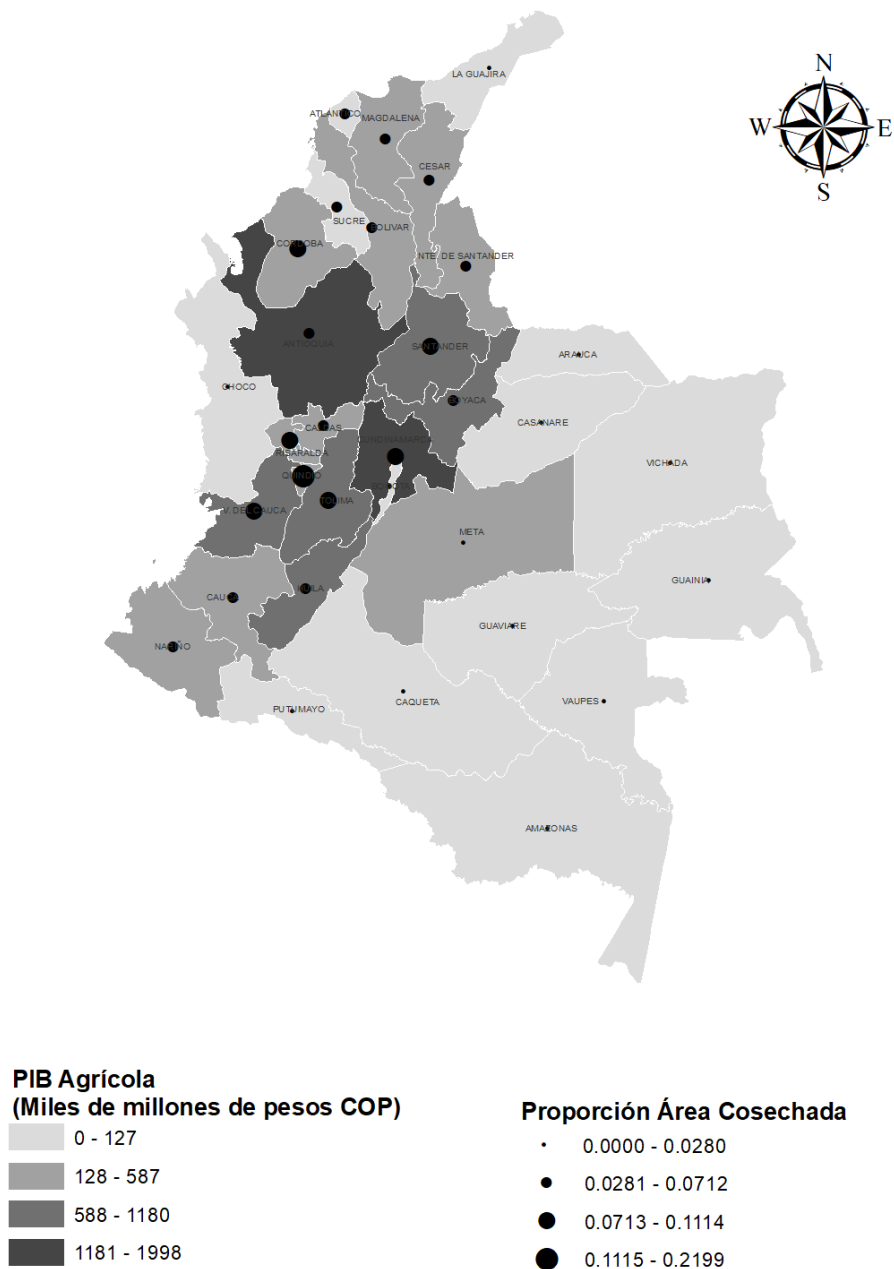 N
W E
S
LA GUAJIRA
ATLANTICO
MAGDALENA
CESAR
SUCRE
BOLIVAR
CORDOBA
NTE. DE SANTANDER
ANTIOQUIA
SANTANDER
ARAUCA
CHOCO
BOYACA
CASANARE
CALDAS
CUNDINAMARCA
RISARALDA
VICHADA
QUINDIO
BOGOTA
TOLIMA
V. DEL CAUCA
META
GUAINIA
HUILA
CAUCA
GUAVIARE
NARIÑO
CAQUETA
VAUPES
PUTUMAYO
AMAZONAS
PIB Agrícola
(Miles de millones de pesos COP)
0 - 127
128 - 587
588 - 1180
1181 - 1998
Proporción Área Cosechada
0.0000 - 0.0280
0.0281 - 0.0712
0.0713 - 0.1114
0.1115 - 0.2199